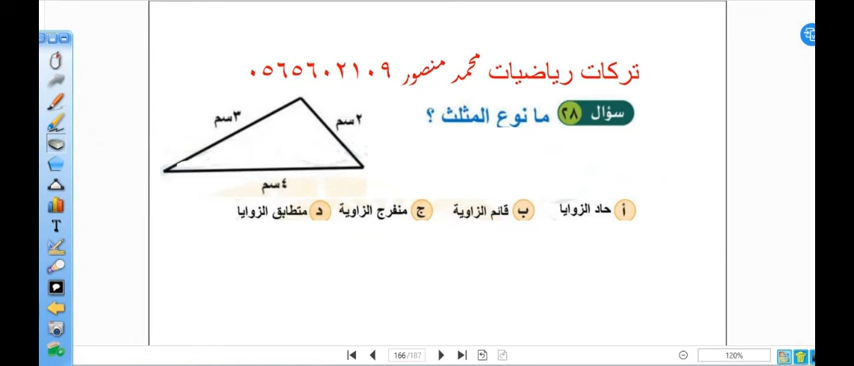 تركات رياضيات محمد منصور ٠٥٦٥٦٠٢١٠٩
سؤال ٢٨ ما نوع المثلث ؟
٣سم
٢سم
٤سم
أ حاد الزوايا ب قائم الزاوية ج منفرج الزاوية د متطابق الزوايا
T
166 /187
120%